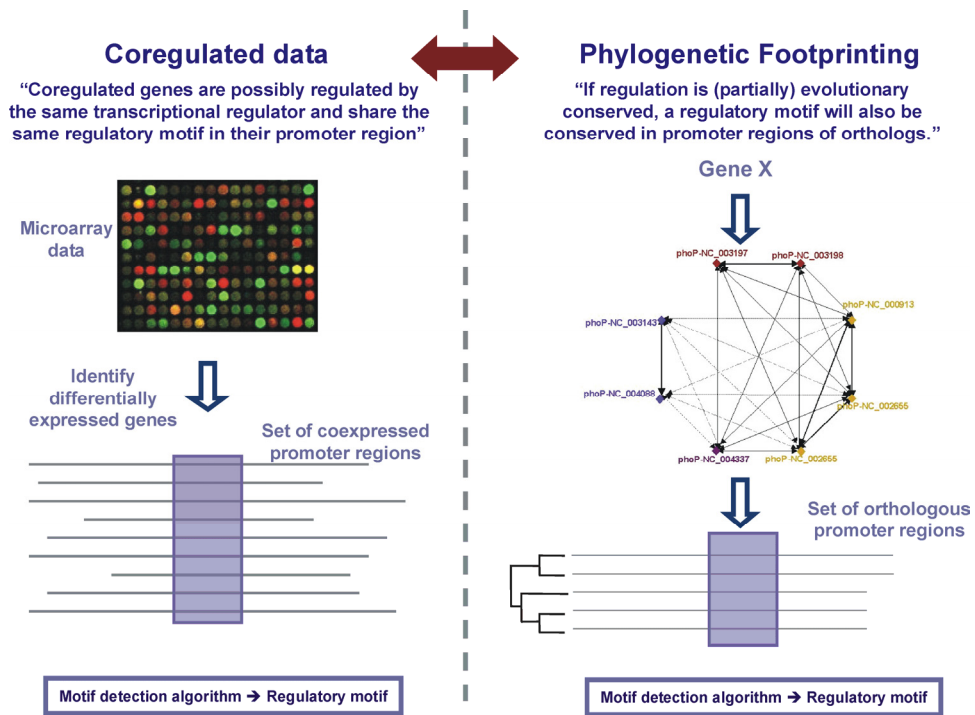 Coregulated data
“Coregulated genes are possibly regulated by
the same transcriptional regulator and share the
same regulatory motif in their promoter region”
Microarray
data
Identify
differentially
expressed genes
Set of coexpressed
promoter regions
Motif detection algorithm → Regulatory motif
Phylogenetic Footprinting
“If regulation is (partially) evolutionary
conserved, a regulatory motif will also be
conserved in promoter regions of orthologs.”
Gene X
phoP-NC_003197
phoP-NC_003198
phoP-NC_000913
phoP-NC_003143
phoP-NC_004088
phoP-NC_002655
phoP-NC_004337
phoP-NC_002655
Set of orthologous
promoter regions
Motif detection algorithm → Regulatory motif